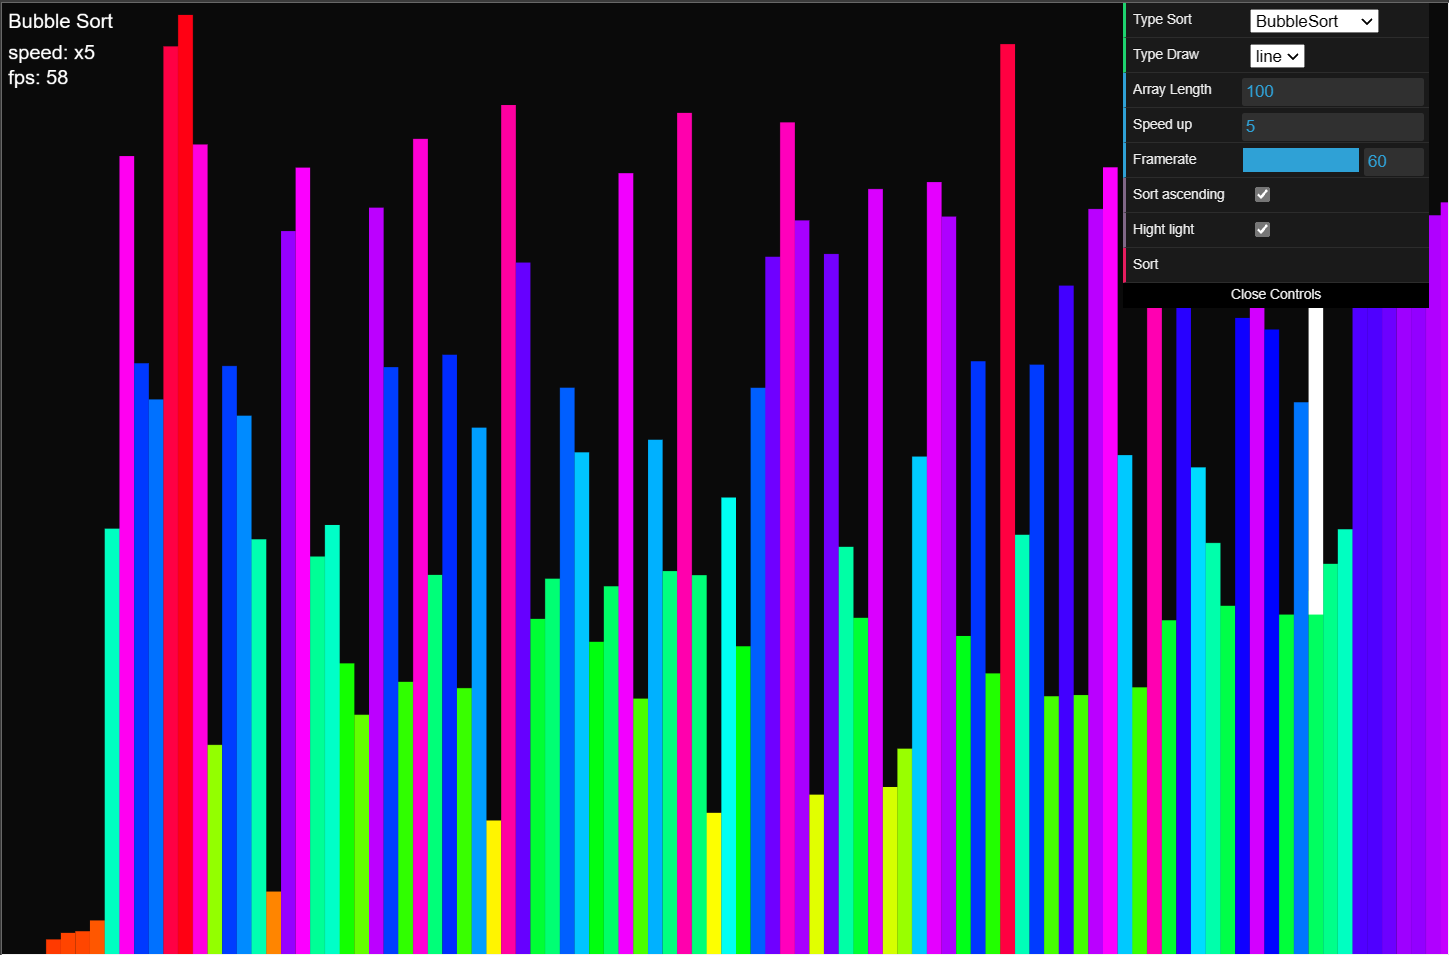 Bubble Sort
speed: x5
fps: 58
Type Sort BubbleSort
Type Draw line
Array Length 100
Speed up 5
Framerate 60
Sort ascending
Hight light
Sort
Close Controls